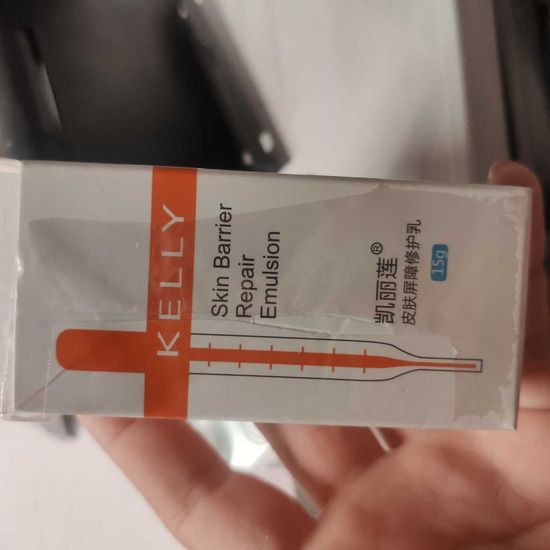 KELLY
Skin Barrier
Repair
Emulsion
凯丽莲®
皮肤屏障修护乳
15g